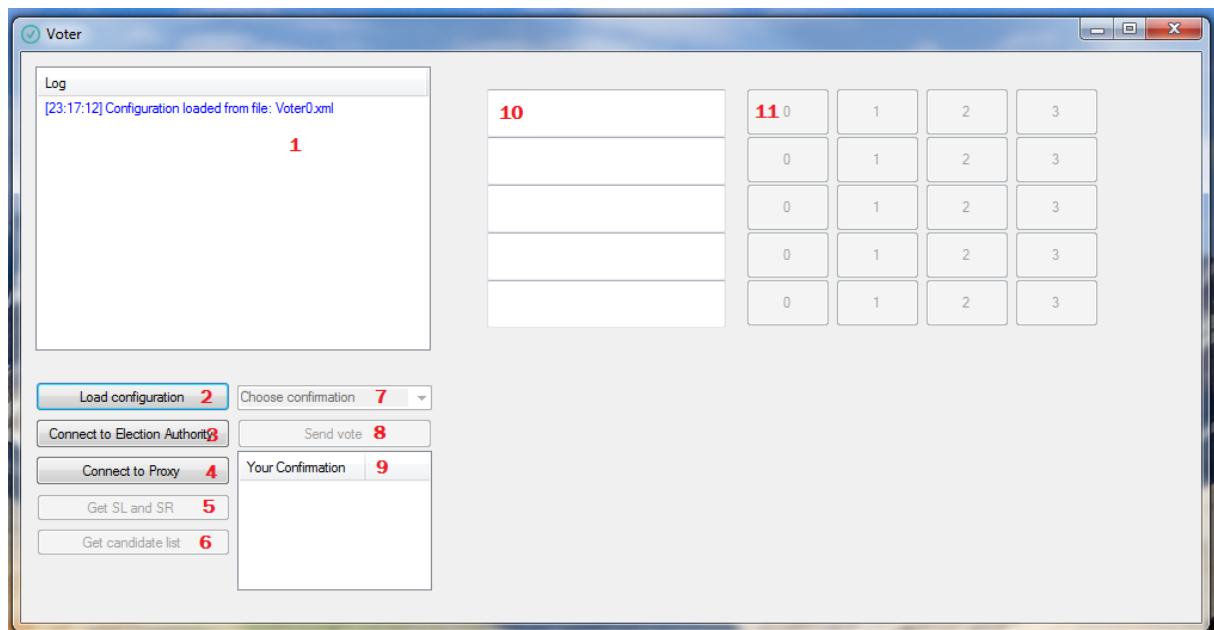 Voter
Log
[23:17:12] Configuration loaded from file: Voter0.xml
1
10
11 0 1 2 3
0 1 2 3
0 1 2 3
0 1 2 3
0 1 2 3
Load configuration 2
Choose confirmation 7
Connect to Election Authority 3
Send vote 8
Connect to Proxy 4
Your Confirmation 9
Get SL and SR 5
Get candidate list 6